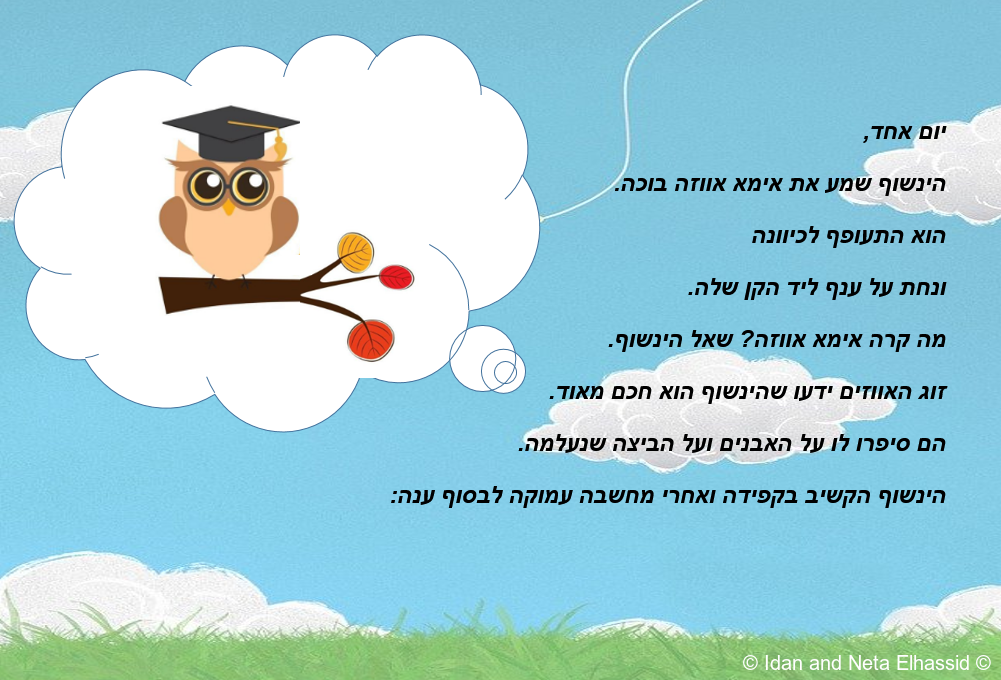 יום אחד,
הינשוף שמע את אימא אווזה בוכה.
הוא התעופף לכיוונה
ונחת על ענף ליד הקן שלה.
מה קרה אימא אווזה? שאל הינשוף.
זוג האווזים ידעו שהינשוף הוא חכם מאוד.
הם סיפרו לו על האבנים ועל הביצה שנעלמה.
הינשוף הקשיב בקפידה ואחרי מחשבה עמוקה לבסוף ענה:
© Idan and Neta Elhassid ©